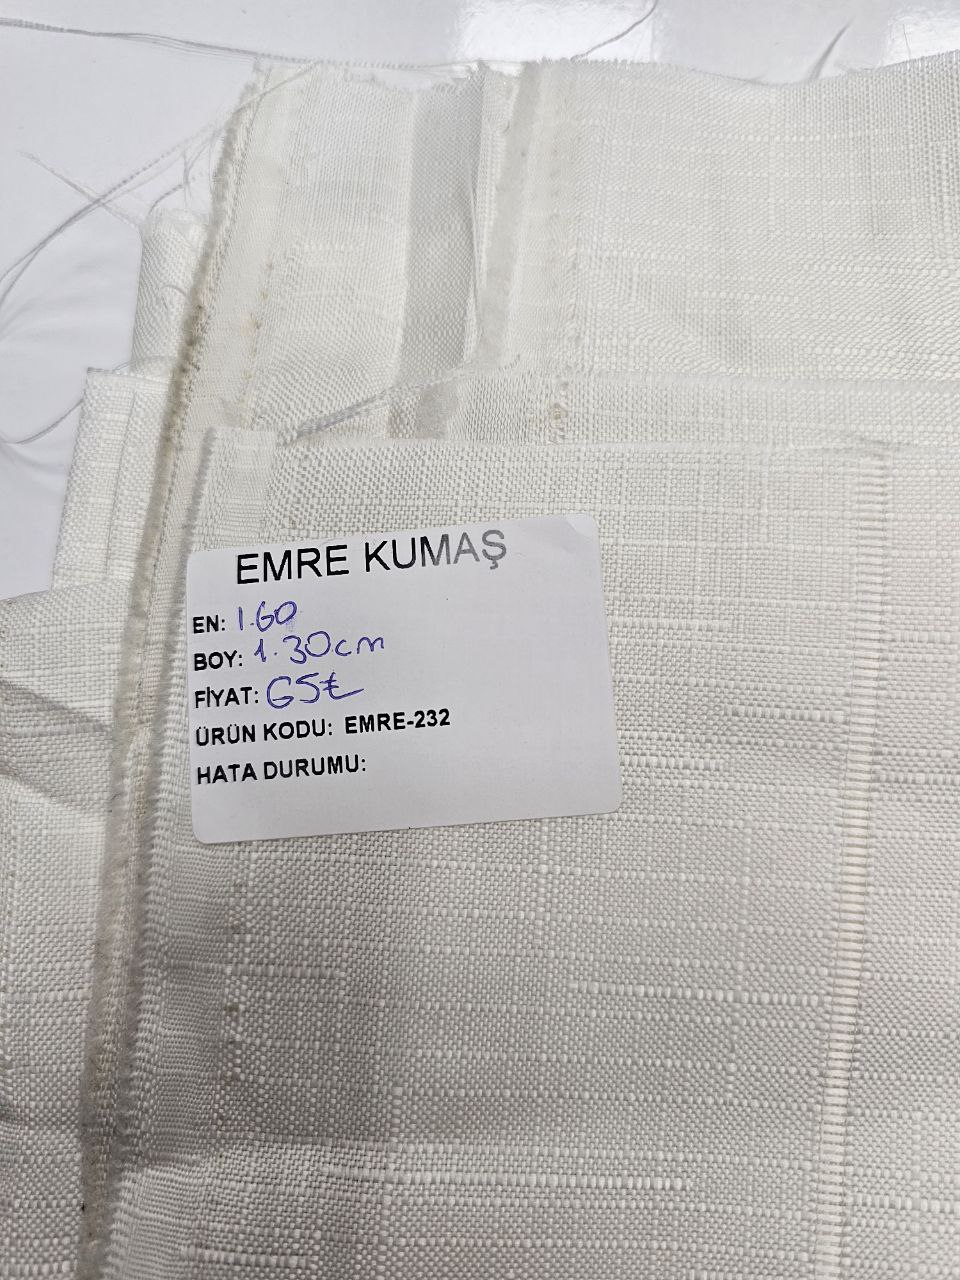 EMRE KUMAŞ
EN: 1.60
BOY: 1.30cm
FİYAT: 65₺
ÜRÜN KODU: EMRE-232
HATA DURUMU: